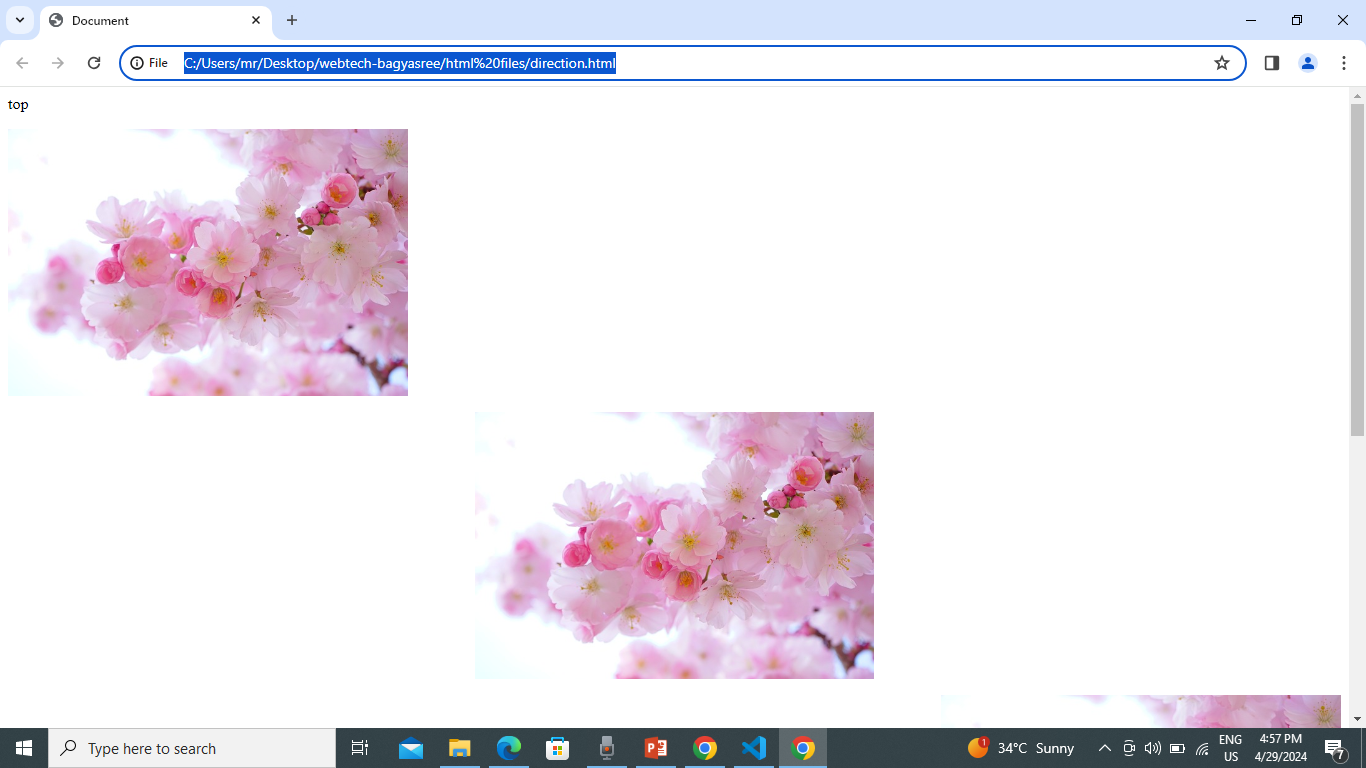 Document
File C:/Users/mr/Desktop/webtech-bagyasree/html%20files/direction.html
top
Type here to search
1
34°C Sunny
ENG
US
4:57 PM
4/29/2024
7